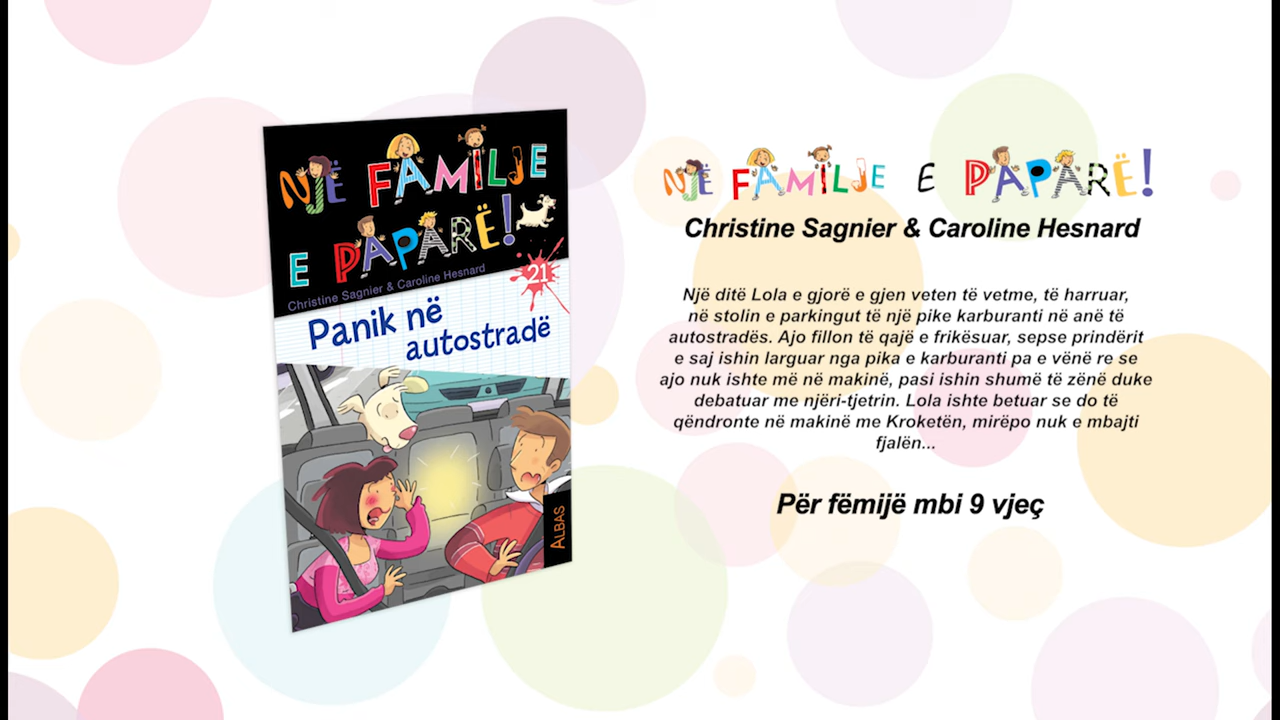 NJË FAMILJE
E PAPARË!
Christine Sagnier & Caroline Hesnard
21
Panik në
autostradë
ALBAS
NJË FAMILJE E PAPARË!
Christine Sagnier & Caroline Hesnard
Një ditë Lola e gjorë e gjen veten të vetme, të harruar,
në stolin e parkingut të një pike karburanti në anë të
autostradës. Ajo fillon të qajë e frikësuar, sepse prindërit
e saj ishin larguar nga pika e karburanti pa e vënë re se
ajo nuk ishte më në makinë, pasi ishin shumë të zënë duke
debatuar me njëri-tjetrin. Lola ishte betuar se do të
qëndronte në makinë me Kroketën, mirëpo nuk e mbajti
fjalën...
Për fëmijë mbi 9 vjeç